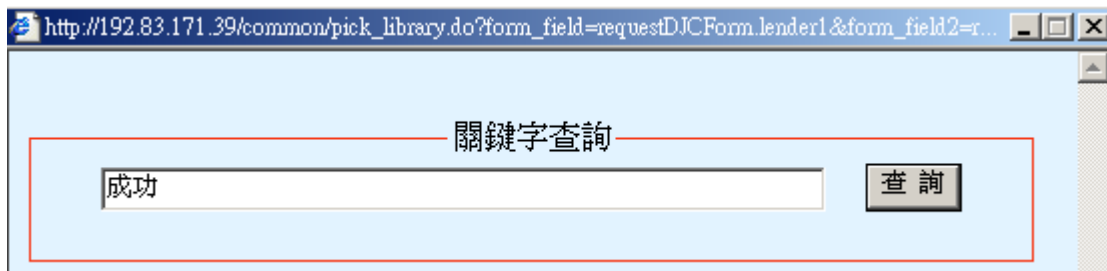 http://192.83.171.39/common/pick_library.do?form_field=requestDJCForm.lender1&form_field2=r...
關鍵字查詢
成功 查 詢